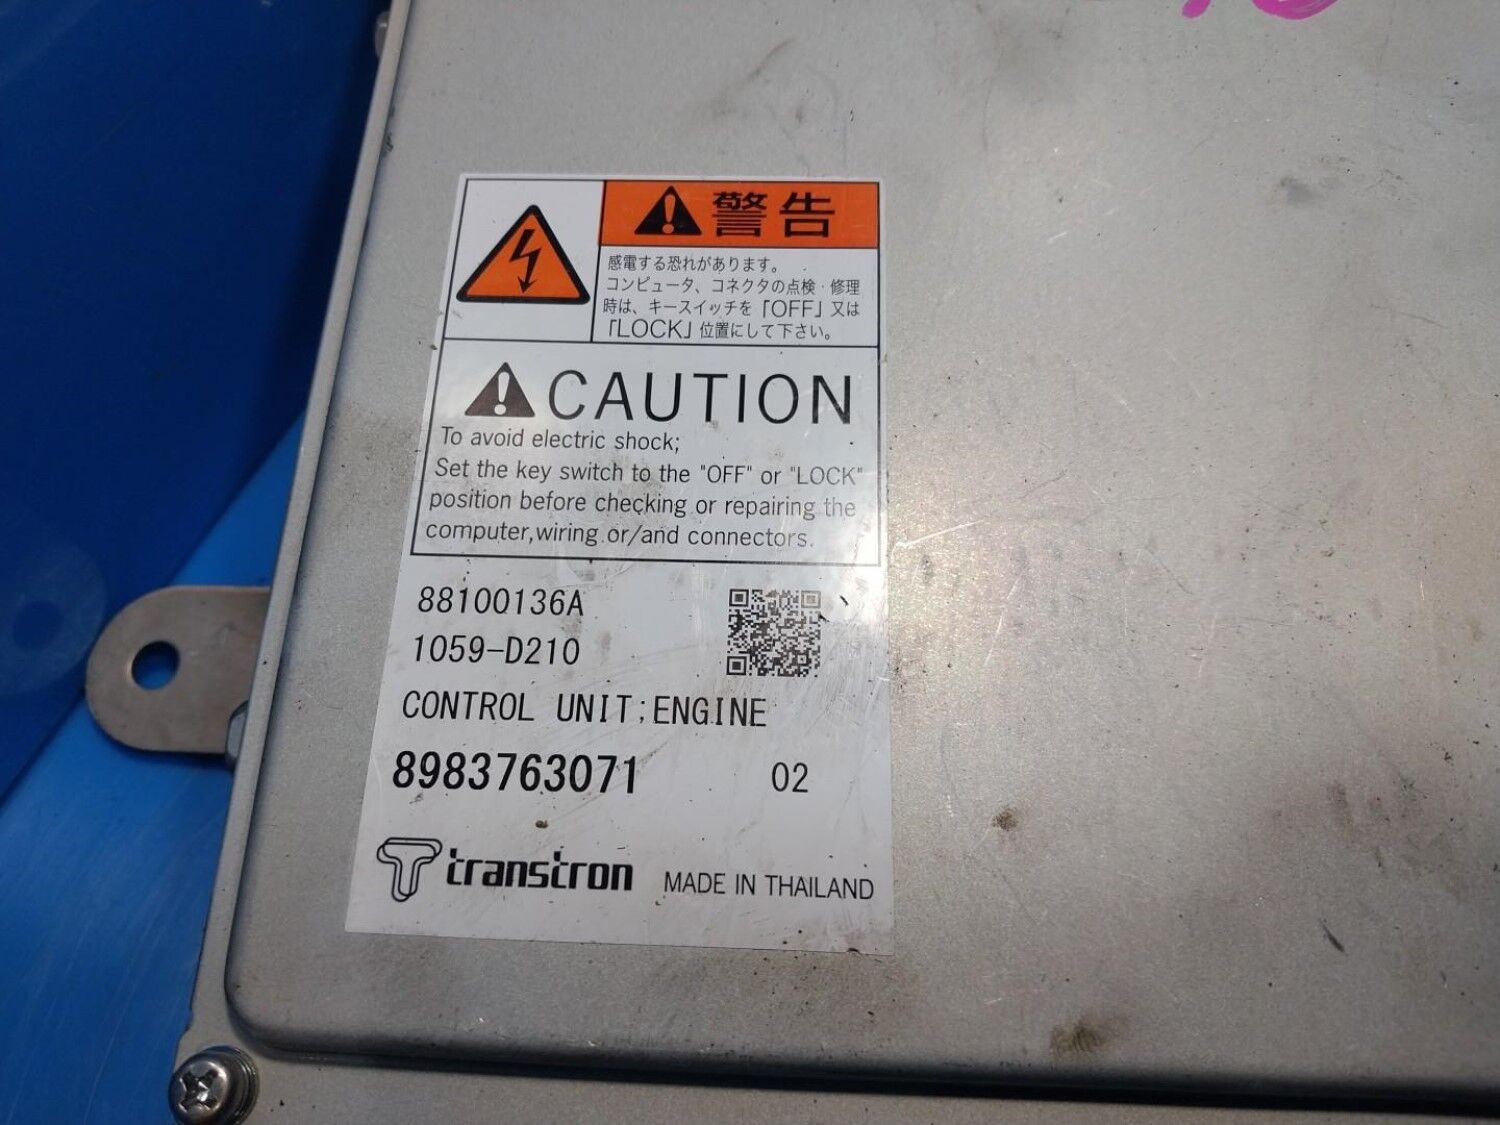 警告
感電する恐れがあります。
コンピュータ、コネクタの点検・修理
時は、キースイッチを「OFF」又は
「LOCK」位置にして下さい。
CAUTION
To avoid electric shock;
Set the key switch to the "OFF" or "LOCK"
position before checking or repairing the
computer,wiring or/and connectors.
88100136A
1059-D210
CONTROL UNIT;ENGINE
8983763071 02
transtron MADE IN THAILAND